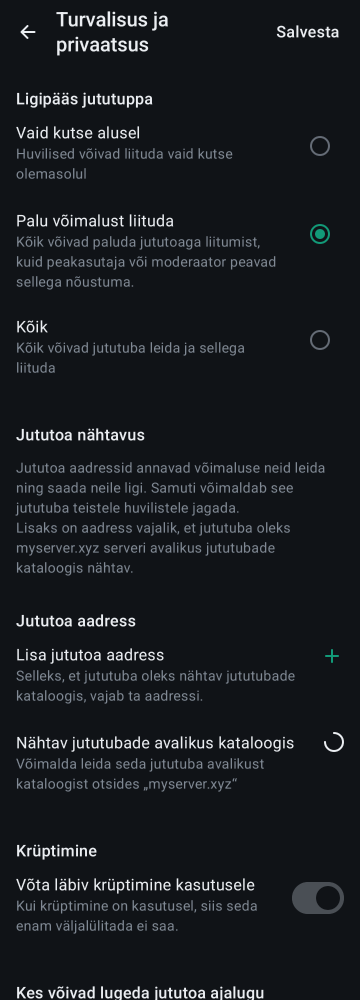 Turvalisus ja
privaatsus
Salvesta
Ligipääs jututuppa
Vaid kutse alusel
Huvilised võivad liituda vaid kutse
olemasolul
Palu võimalust liituda
Kõik võivad paluda jututoaga liitumist,
kuid peakasutaja või moderaator peavad
sellega nõustuma.
Kõik
Kõik võivad jututuba leida ja sellega
liituda
Jututoa nähtavus
Jututoa aadressid annavad võimaluse neid leida
ning saada neile ligi. Samuti võimaldab see
jututuba teistele huvilistele jagada.
Lisaks on aadress vajalik, et jututuba oleks
myserver.xyz serveri avalikus jututubade
kataloogis nähtav.
Jututoa aadress
Lisa jututoa aadress
Selleks, et jututuba oleks nähtav jututubade
kataloogis, vajab ta aadressi.
Nähtav jututubade avalikus kataloogis
Võimalda leida seda jututuba avalikust
kataloogist otsides „myserver.xyz“
Krüptimine
Võta läbiv krüptimine kasutusele
Kui krüptimine on kasutusel, siis seda
enam väljalülitada ei saa.
Kes võivad lugeda jututoa ajalugu